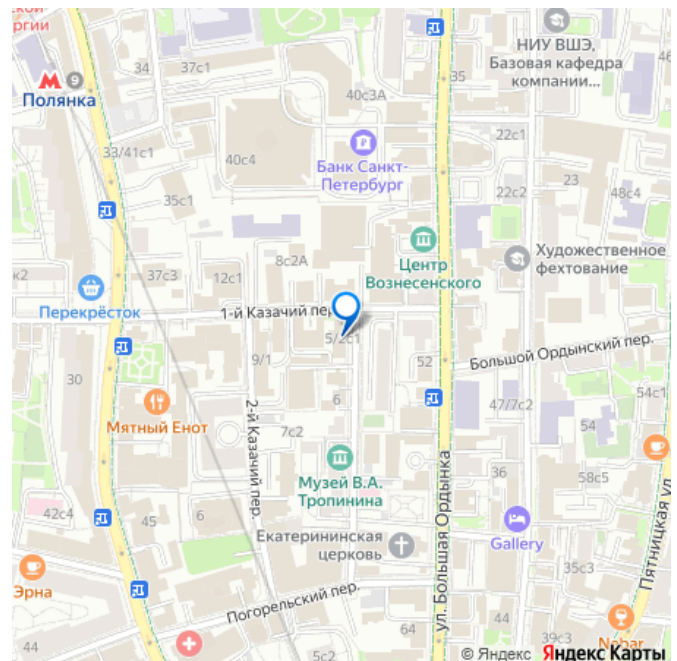 ской
ргии
34
37с1
9
Полянка
40с3А
35
НИУ ВШЭ,
Базовая кафедра
компании...
33/41с1
40с4
Банк Санкт-
Петербург
22с1
22с2
23
48с4
35с1
8с2А
Центр
Вознесенского
Художественное
фехтование
к2
37с3
12с1
Перекрёсток
1-й Казачий пер.
5/2с1
9/1
52
Большой Ордынский пер.
30
6
54с1
Мятный Енот
2-й Казачий пер.
7с2
47/7с2
Музей В.А.
Тропинина
ул. Большая Ордынка
36
58с5
42с4
45
6
Екатерининская
церковь
Gallery
Пятницкая ул.
Эрна
35с3
Погорельский пер.
44
64
5с2
39с3
Nebar
44
© Яндекс Яндекс Карты